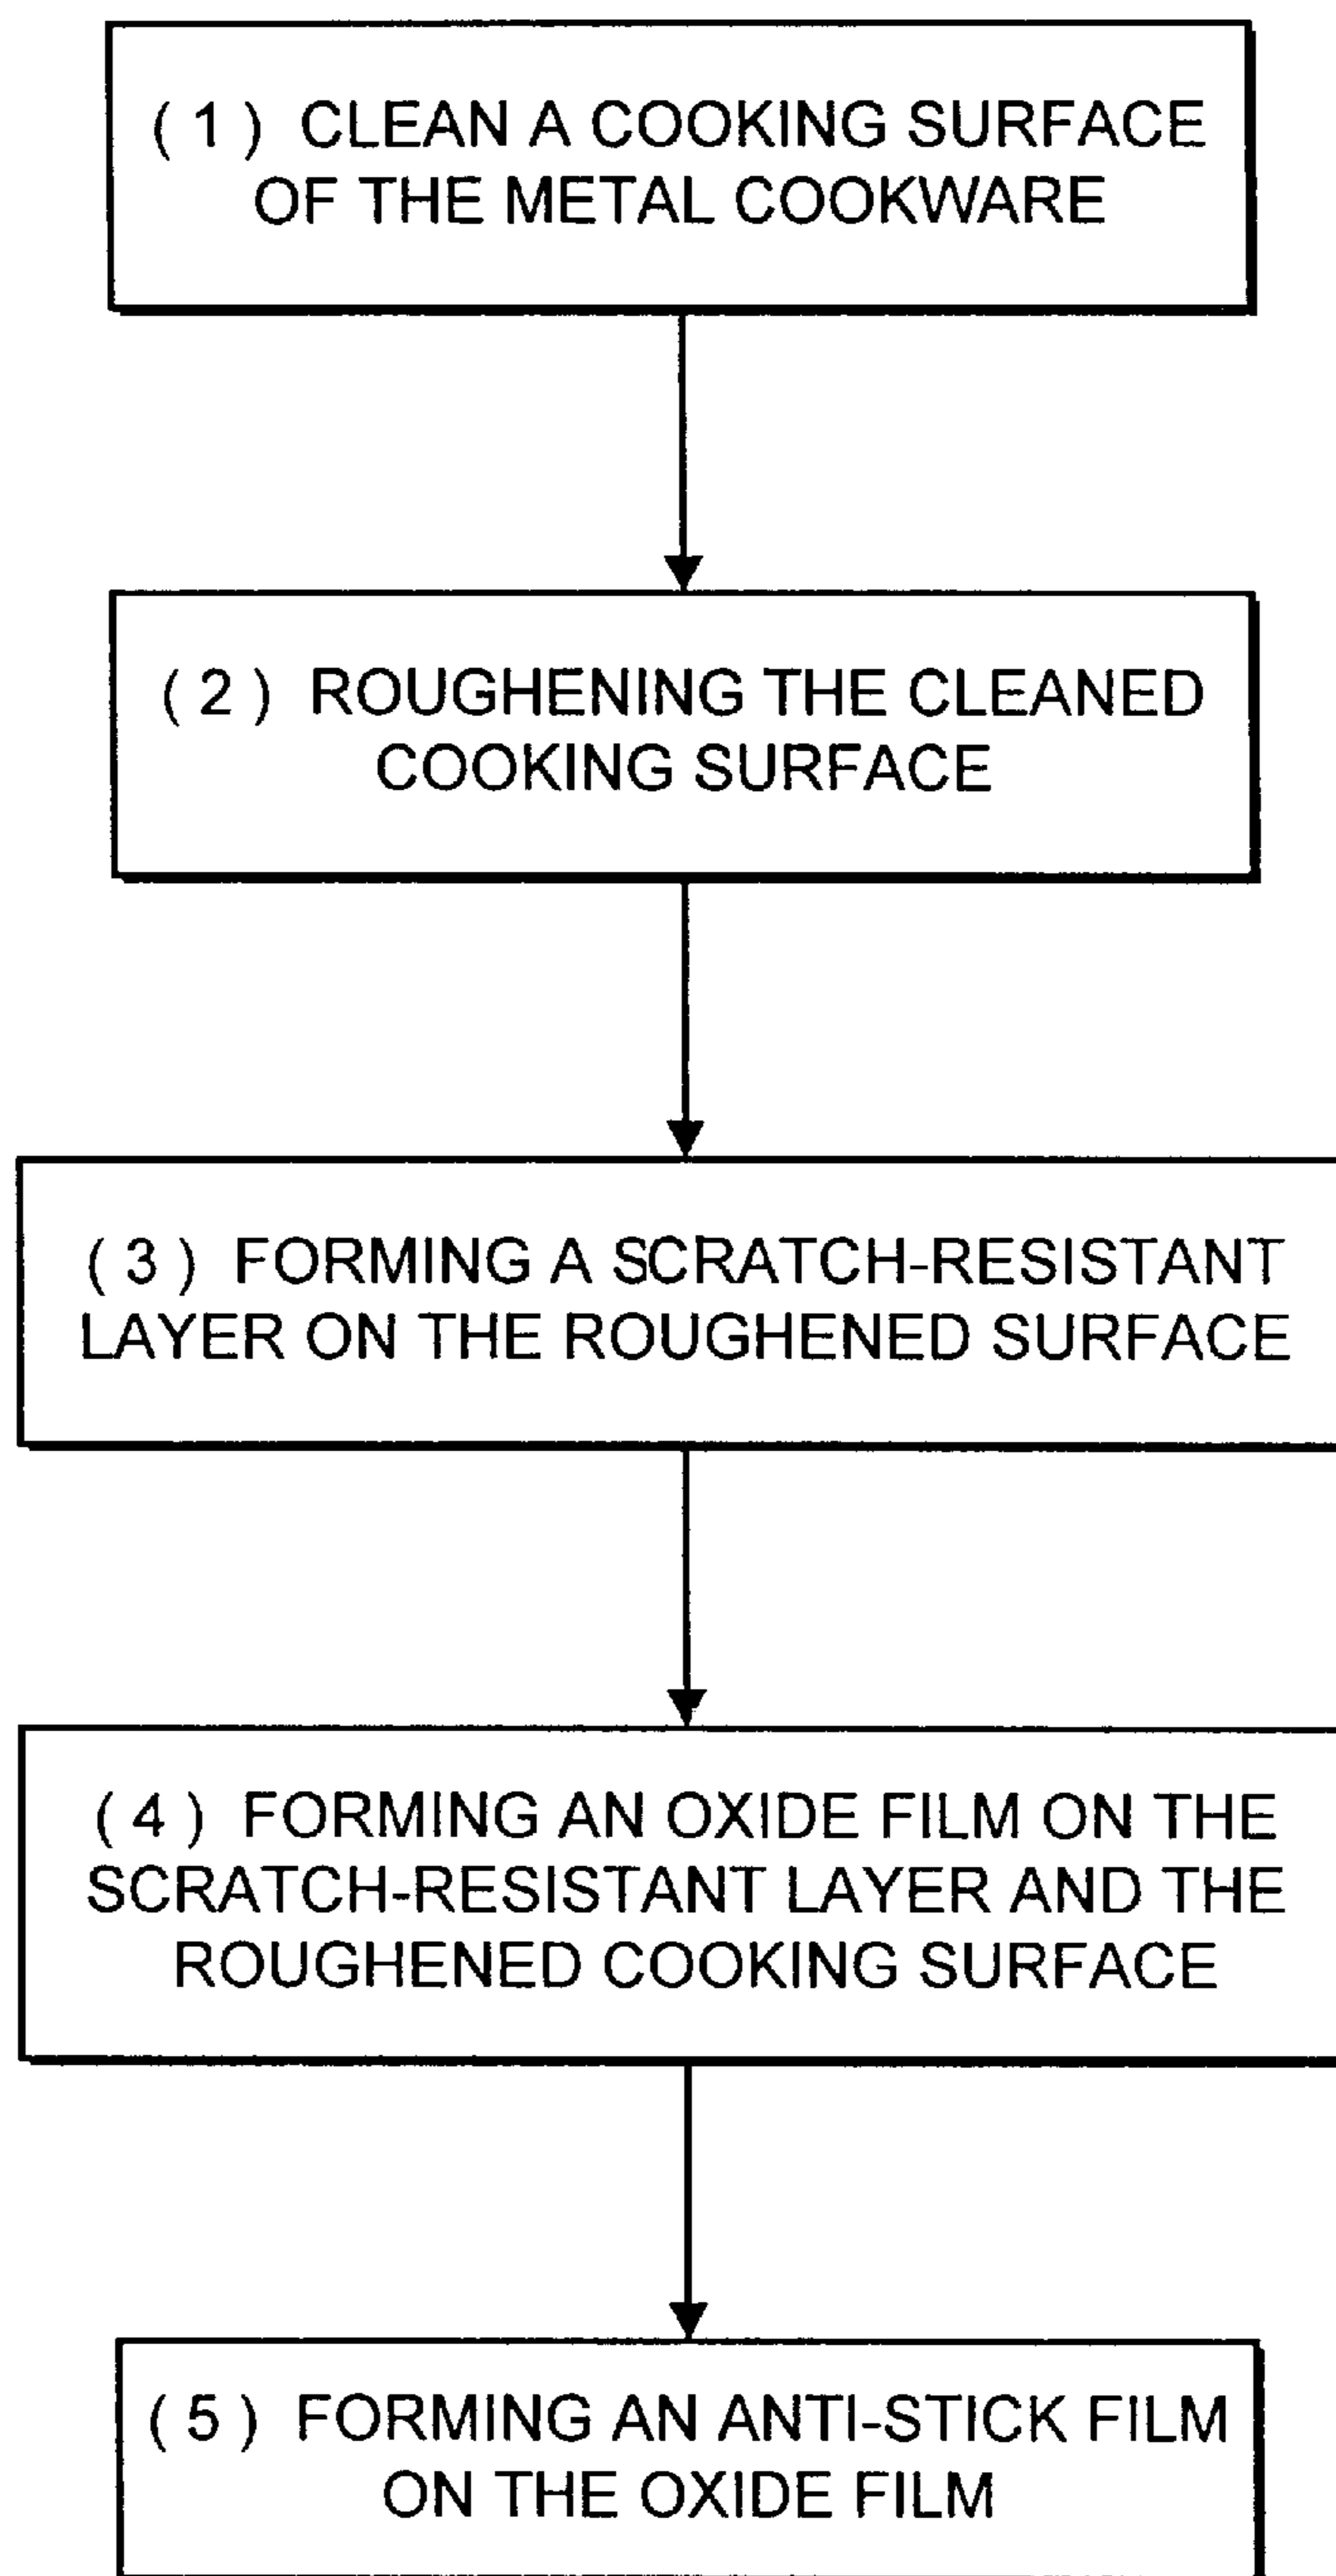 ( 1 ) CLEAN A COOKING SURFACE
OF THE METAL COOKWARE
( 2 ) ROUGHENING THE CLEANED
COOKING SURFACE
( 3 ) FORMING A SCRATCH-RESISTANT
LAYER ON THE ROUGHENED SURFACE
( 4 ) FORMING AN OXIDE FILM ON THE
SCRATCH-RESISTANT LAYER AND THE
ROUGHENED COOKING SURFACE
( 5 ) FORMING AN ANTI-STICK FILM
ON THE OXIDE FILM